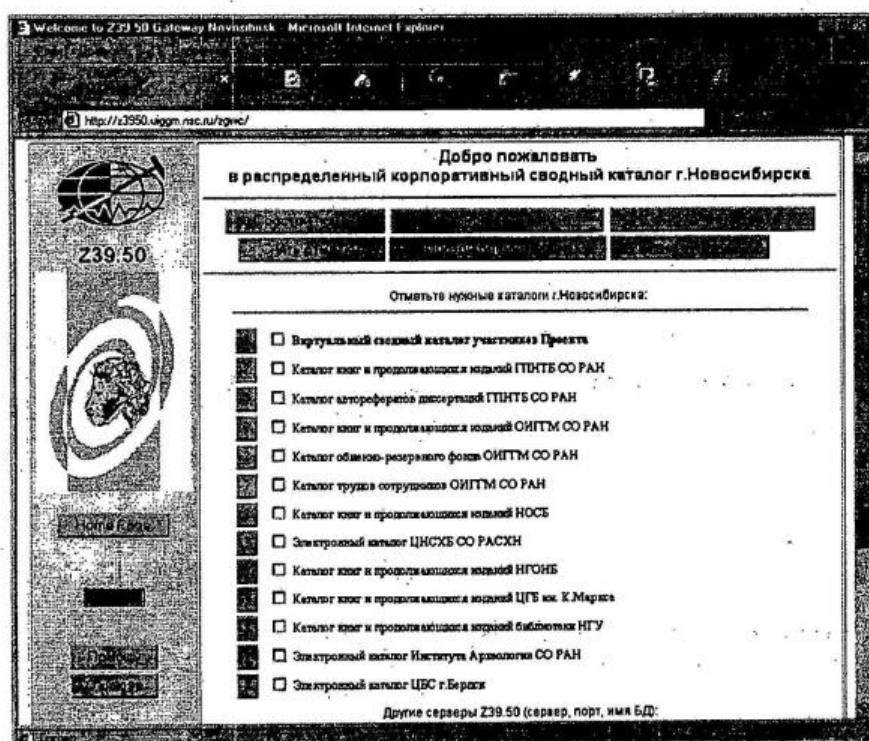 Welcome to Z39.50 Gateway Novosibirsk - Microsoft Internet Explorer
http://z3950.uiggm.nsc.ru/zgwc/
Добро пожаловать
в распределенный корпоративный сводный каталог г.Новосибирска
Z39.50
Отметьте нужные каталоги г.Новосибирска:
Виртуальный сводный каталог участников Проекта
Каталог книг и продолжающихся изданий ГПНТБ СО РАН
Каталог авторефератов диссертаций ГПНТБ СО РАН
Каталог книг и продолжающихся изданий ОИГГМ СО РАН
Каталог обменно-резервного фонда ОИГГМ СО РАН
Каталог трудов сотрудников ОИГГМ СО РАН
Каталог книг и продолжающихся изданий НОСБ
Электронный каталог ЦНСХБ СО РАСХН
Каталог книг и продолжающихся изданий НГОНБ
Каталог книг и продолжающихся изданий ЦГБ им. К.Маркса
Каталог книг и продолжающихся изданий библиотеки НГУ
Электронный каталог Института Археологии СО РАН
Электронный каталог ЦБС г.Бердск
Другие серверы Z39.50 (сервер, порт, имя БД):
Home Page